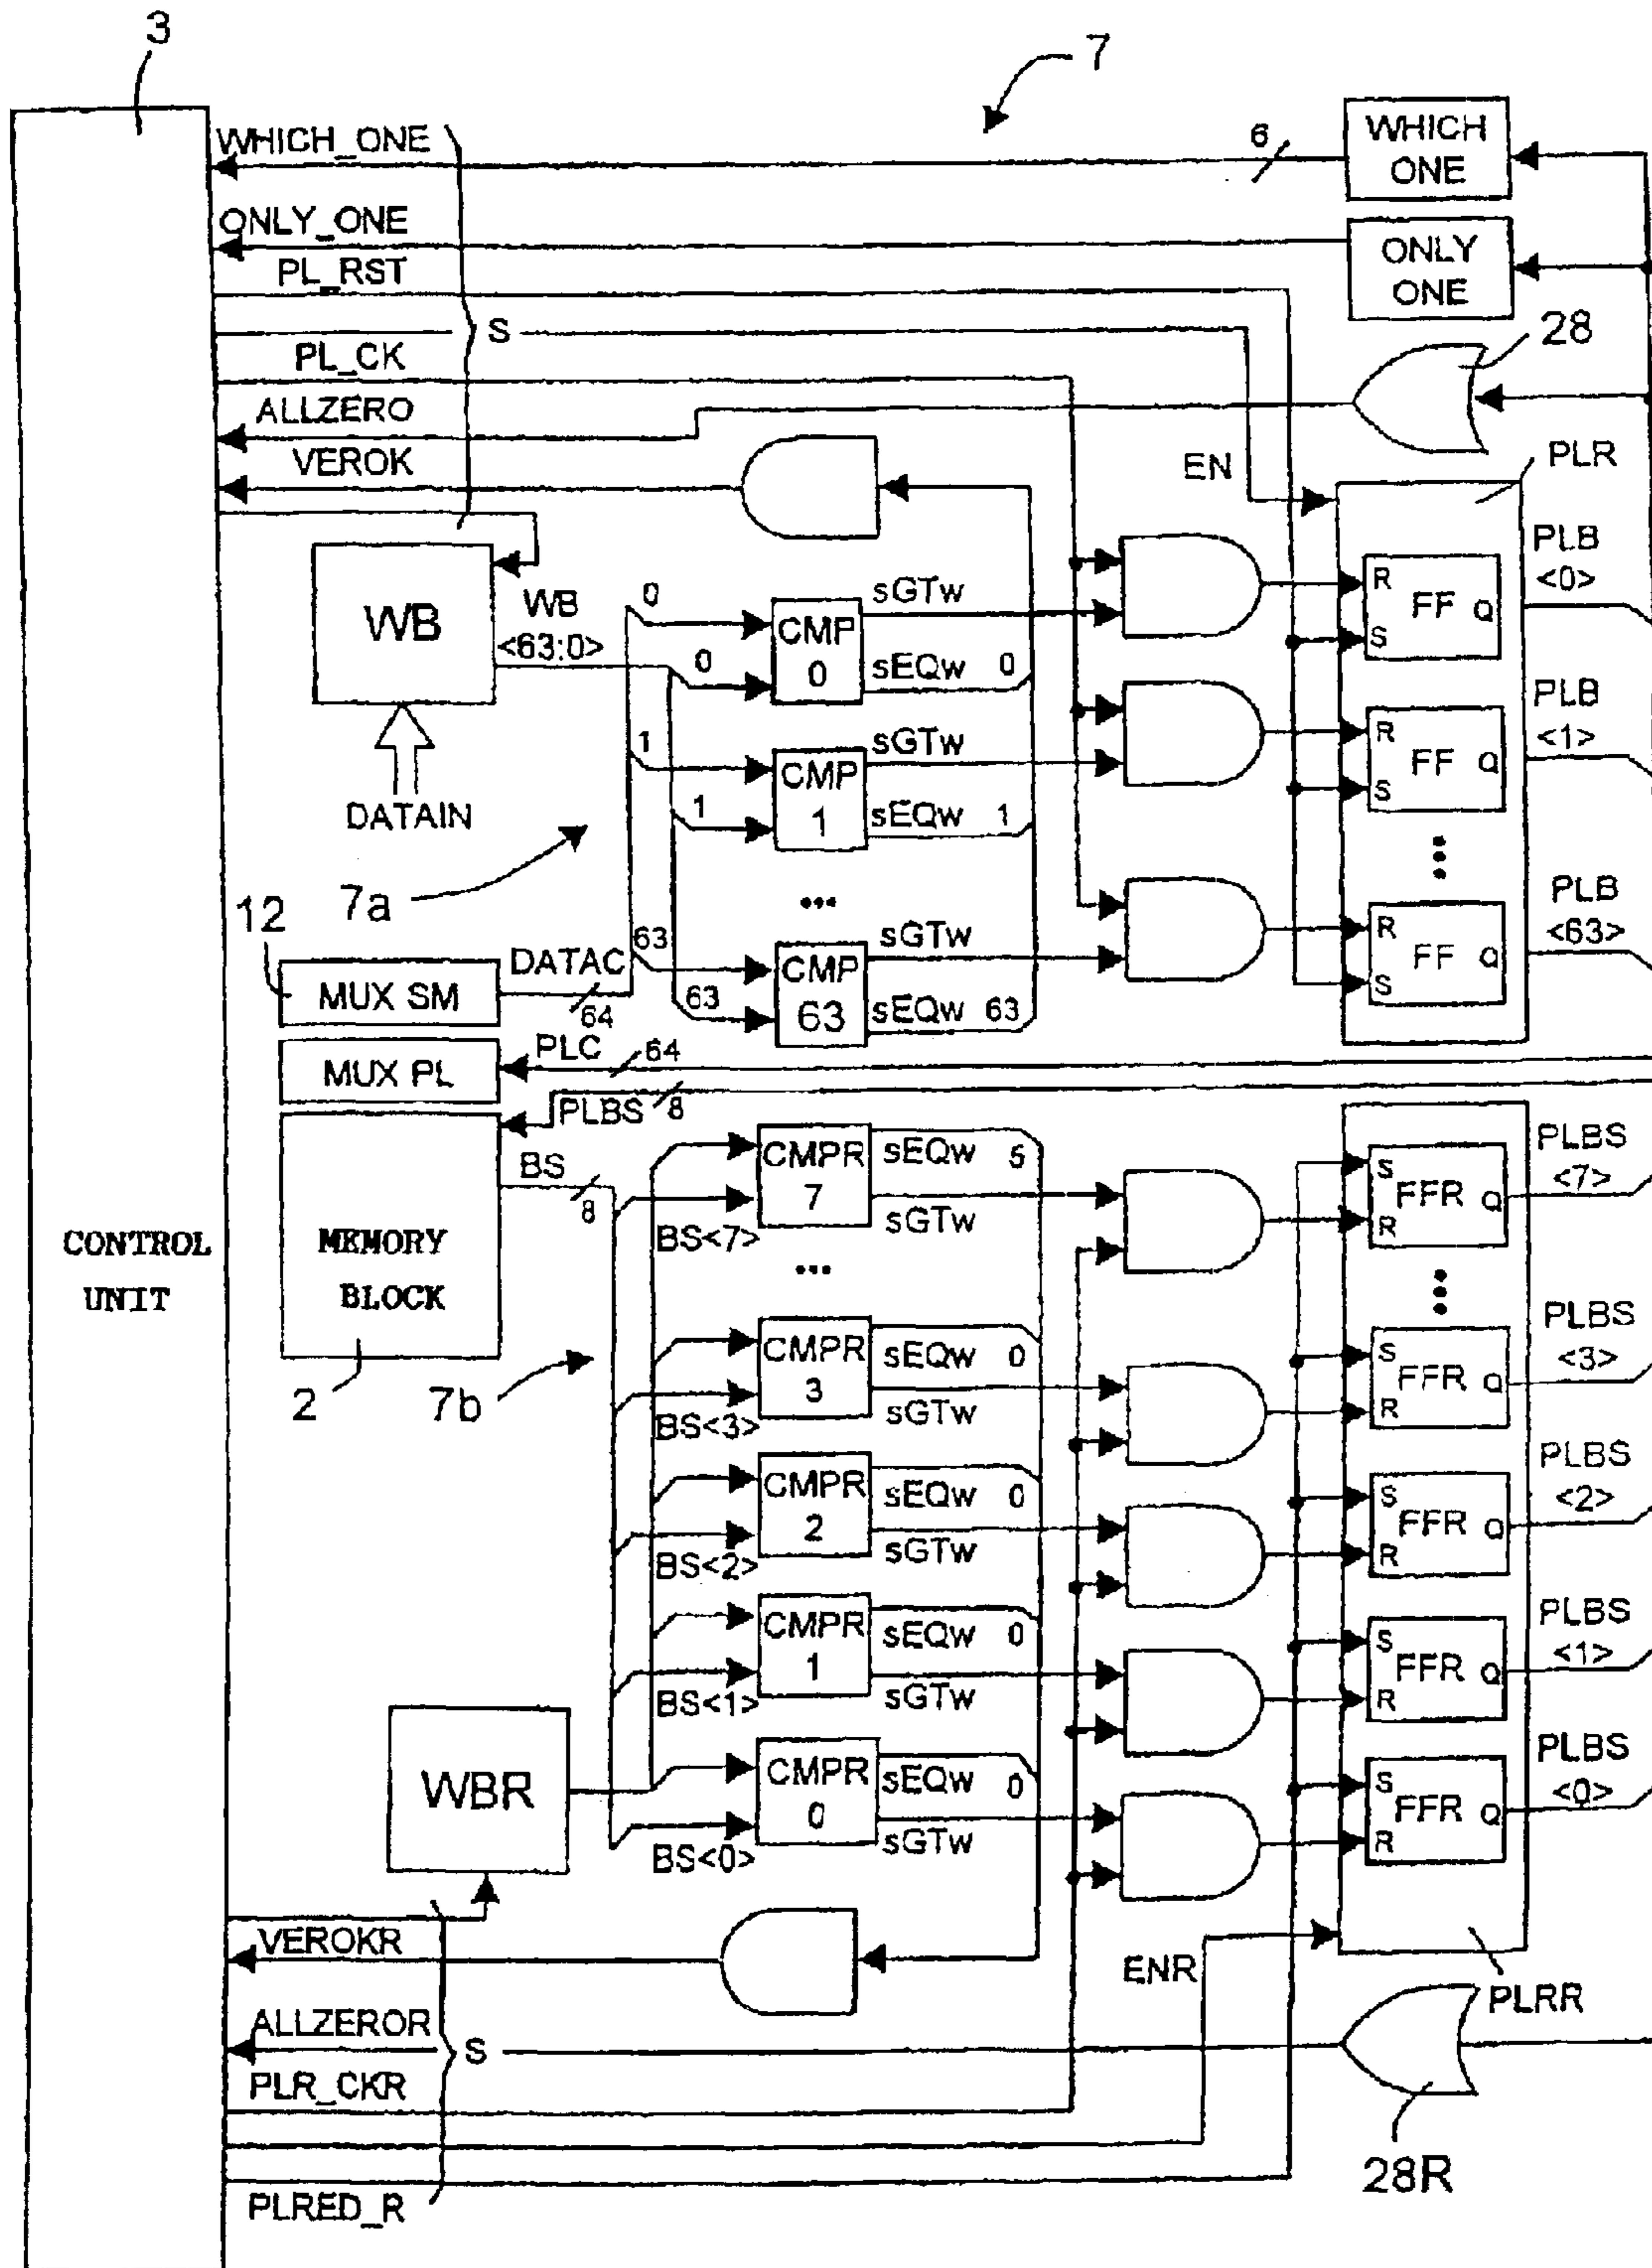 3
7
WHICH_ONE
6
WHICH
ONE
ONLY_ONE
ONLY
ONE
PL_RST
S
28
PL_CK
ALLZERO
VEROK
EN
PLR
WB
WB
<63:0>
DATAIN
0
0
CMP
0
sGTw
sEQw 0
R
FF Q
S
PLB
<0>
1
1
CMP
1
sGTw
sEQw 1
R
FF Q
S
PLB
<1>
7a
...
63
63
CMP
63
sGTw
sEQw 63
R
FF Q
S
PLB
<63>
12
MUX SM
DATAC
64
MUX PL
PLC
64
PLBS
8
MEMORY
BLOCK
2
BS
8
CONTROL
UNIT
7b
CMPR
7
BS<7>
sEQw 5
sGTw
S
FFR Q
R
PLBS
<7>
...
CMPR
3
BS<3>
sEQw 0
sGTw
S
FFR Q
R
PLBS
<3>
CMPR
2
BS<2>
sEQw 0
sGTw
S
FFR Q
R
PLBS
<2>
CMPR
1
BS<1>
sEQw 0
sGTw
S
FFR Q
R
PLBS
<1>
WBR
CMPR
0
BS<0>
sEQw 0
sGTw
S
FFR Q
R
PLBS
<0>
VEROKR
ENR
PLRR
ALLZEROR
S
PLR_CKR
28R
PLRED_R